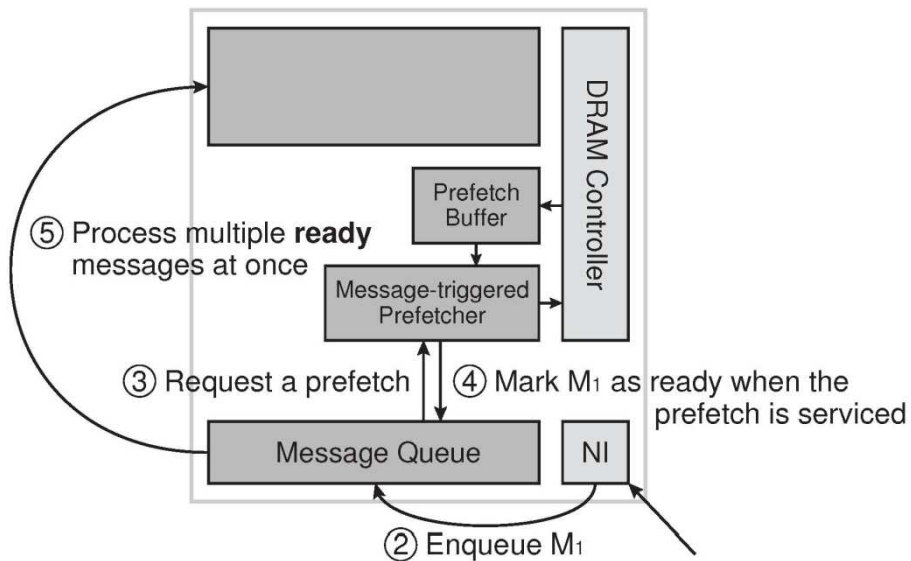 DRAM Controller
Prefetch
Buffer
⑤ Process multiple ready
messages at once
Message-triggered
Prefetcher
③ Request a prefetch
④ Mark M₁ as ready when the
prefetch is serviced
Message Queue
NI
② Enqueue M₁